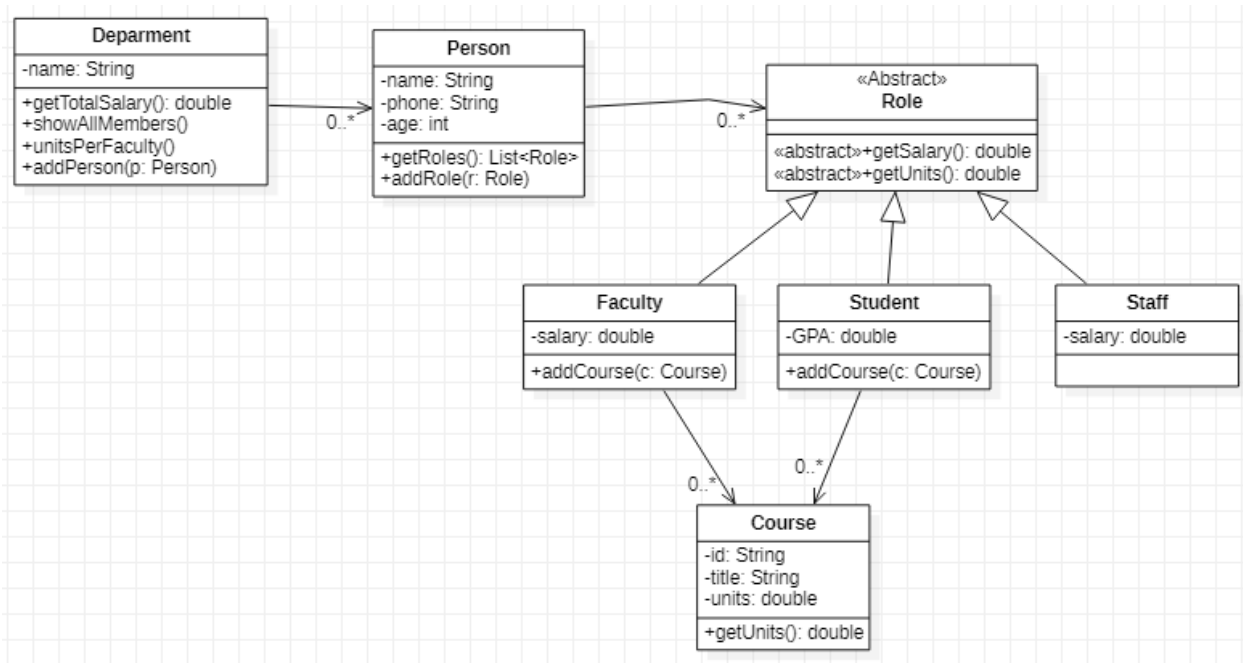 Deparment
-name: String
+getTotalSalary(): double
+showAllMembers()
+unitsPerFaculty()
+addPerson(p: Person)
0..*
Person
-name: String
-phone: String
-age: int
+getRoles(): List<Role>
+addRole(r: Role)
0..*
«Abstract»
Role
«abstract»+getSalary(): double
«abstract»+getUnits(): double
Faculty
-salary: double
+addCourse(c: Course)
Student
-GPA: double
+addCourse(c: Course)
Staff
-salary: double
0..*
0..*
Course
-id: String
-title: String
-units: double
+getUnits(): double